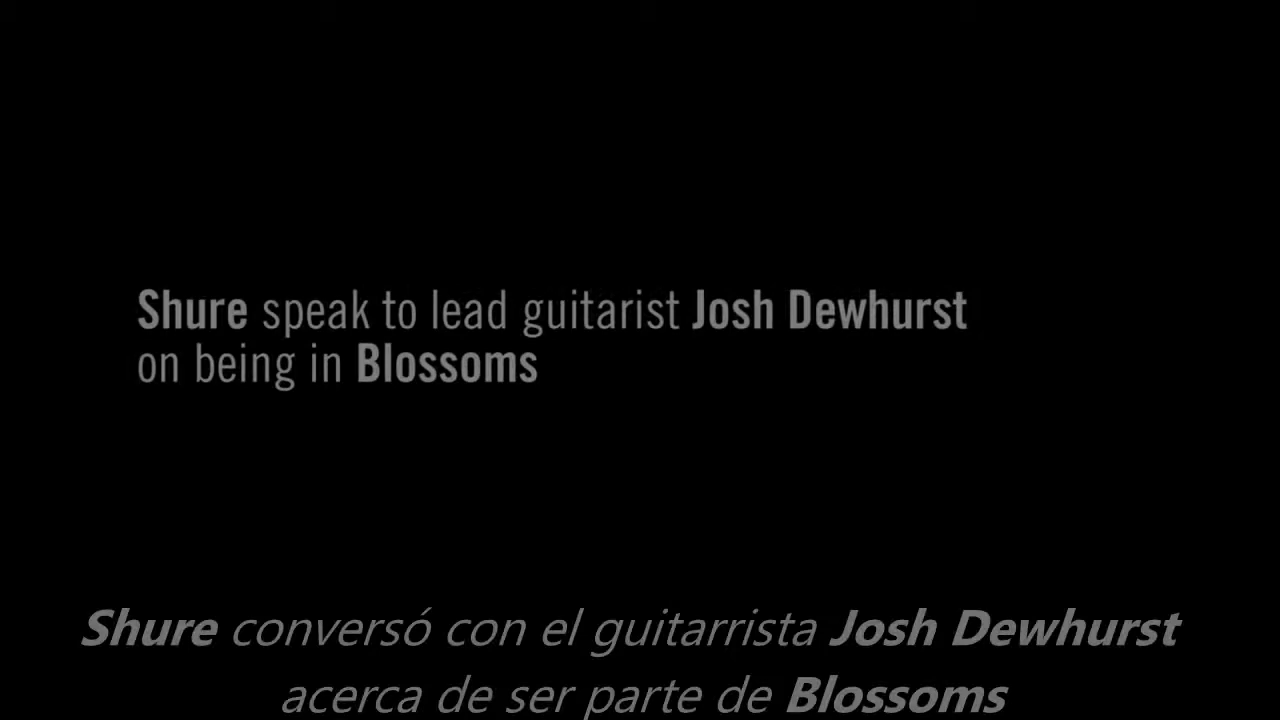 Shure speak to lead guitarist Josh Dewhurst
on being in Blossoms
Shure conversó con el guitarrista Josh Dewhurst
acerca de ser parte de Blossoms